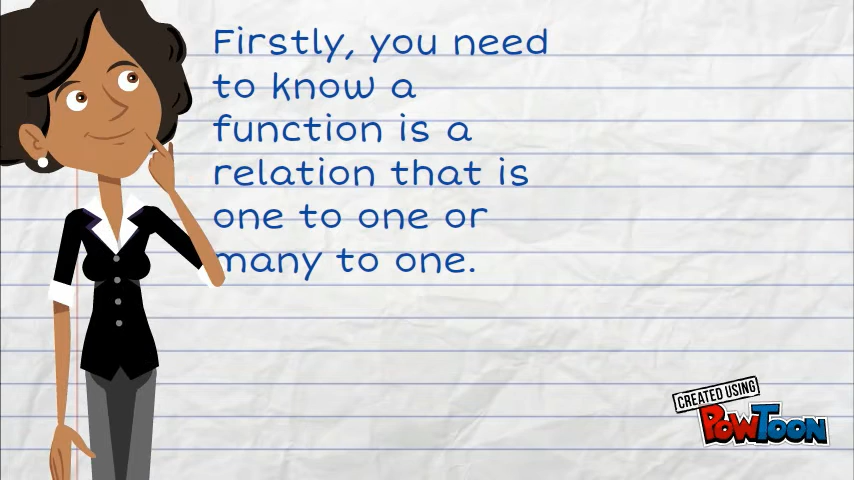 Firstly, you need
to know a
function is a
relation that is
one to one or
many to one.
CREATED USING
POWTOON